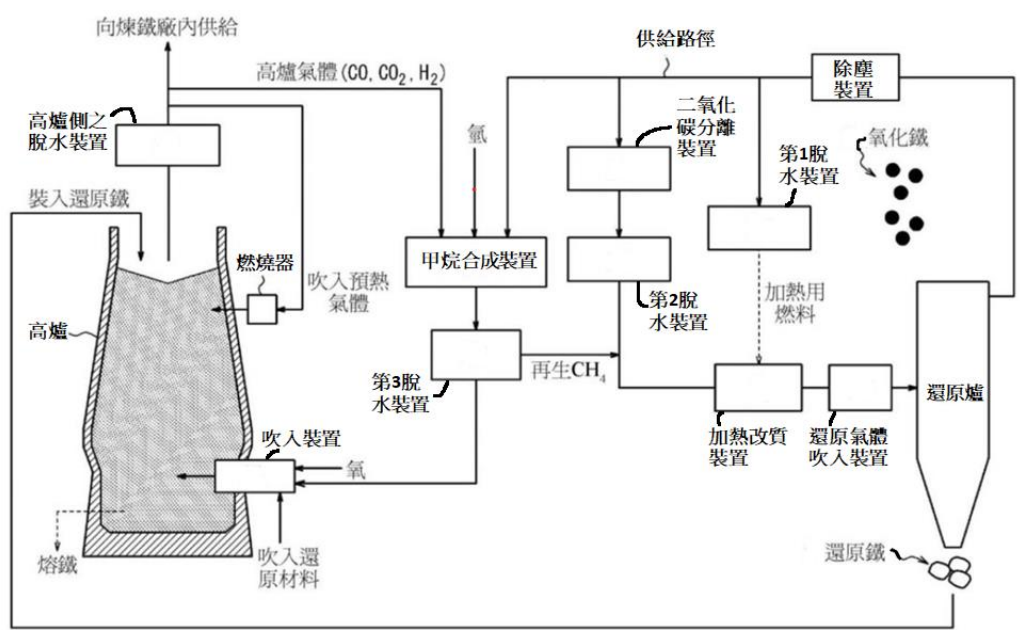 向煉鐵廠內供給
高爐氣體(CO, CO₂, H₂)
供給路徑
除塵
裝置
高爐側之
脫水裝置
氫
二氧化
碳分離
裝置
第1脫
水裝置
氧化鐵
裝入還原鐵
燃燒器
吹入預熱
氣體
甲烷合成裝置
第2脫
水裝置
加熱用
燃料
高爐
第3脫
水裝置
再生CH₄
還原爐
加熱改質
裝置
還原氣體
吹入裝置
吹入裝置
氧
熔鐵
吹入還
原材料
還原鐵